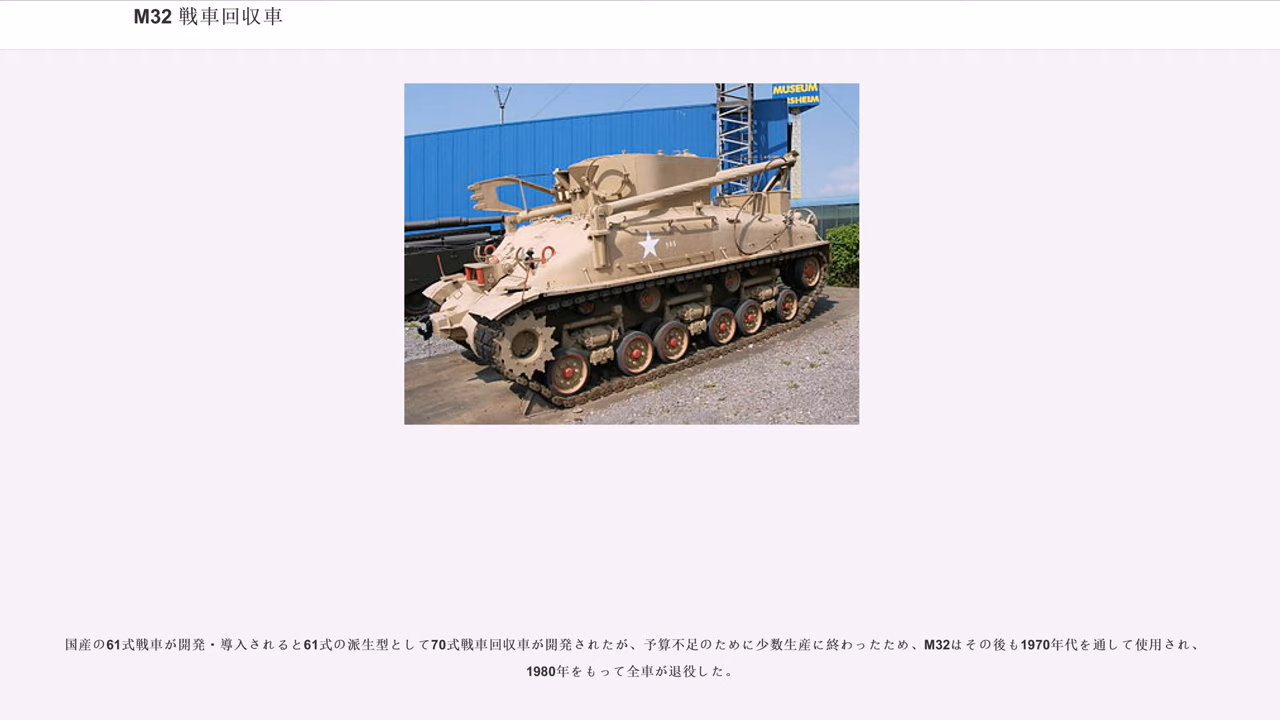 M32 戦車回収車
MUSEUM
SHEIM
国産の61式戦車が開発・導入されると61式の派生型として70式戦車回収車が開発されたが、予算不足のために少数生産に終わったため、M32はその後も1970年代を通して使用され、
1980年をもって全車が退役した。